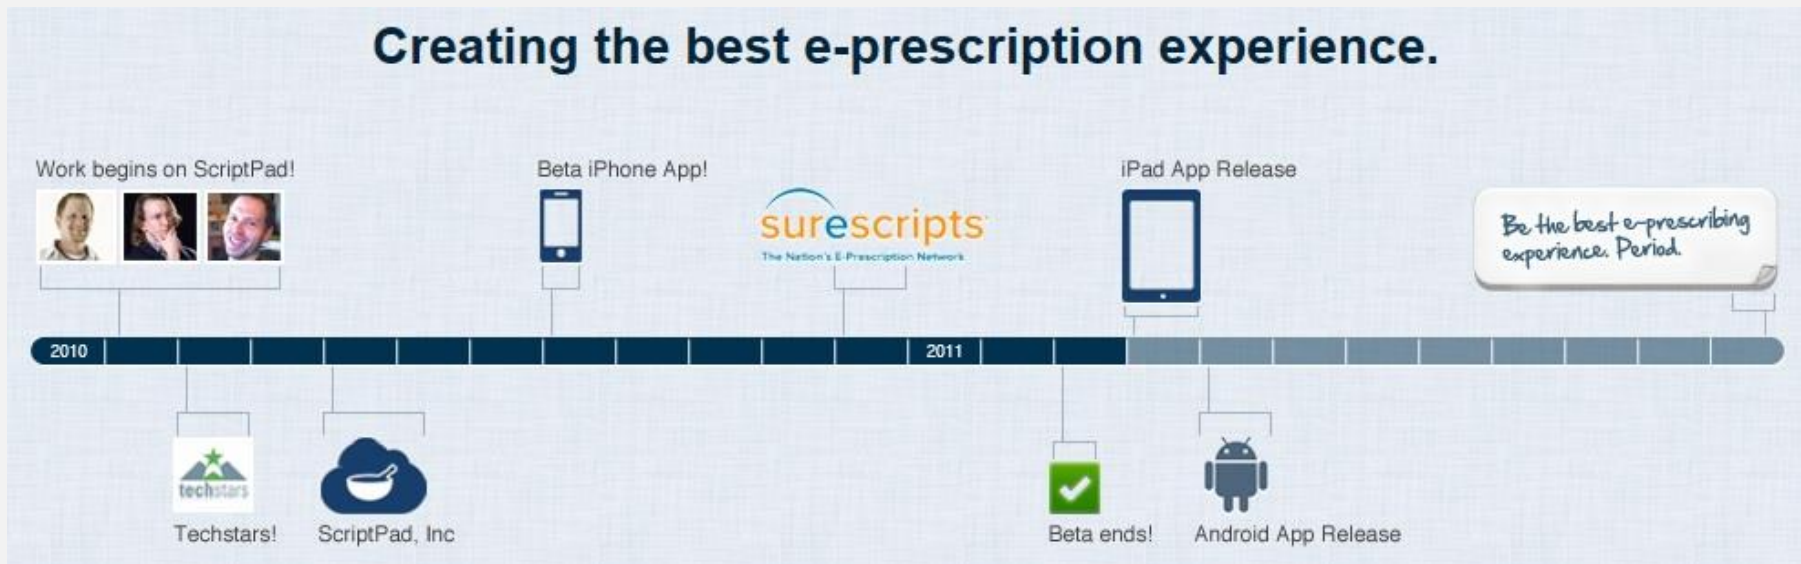 Creating the best e-prescription experience.
Work begins on ScriptPad!
Beta iPhone App!
surescripts
The Nation's E-Prescription Network
iPad App Release
Be the best e-prescribing
experience. Period.
2010
2011
techstars
Techstars!
ScriptPad, Inc
Beta ends!
Android App Release